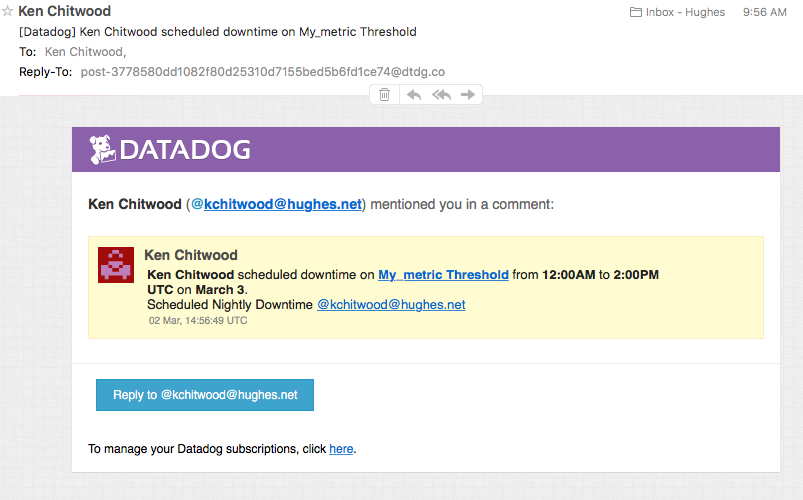 Ken Chitwood
Inbox - Hughes 9:56 AM
[Datadog] Ken Chitwood scheduled downtime on My_metric Threshold
To: Ken Chitwood,
Reply-To: post-3778580dd1082f80d25310d7155bed5b6fd1ce74@dtdg.co
DATADOG
Ken Chitwood (@kchitwood@hughes.net) mentioned you in a comment:
Ken Chitwood
Ken Chitwood scheduled downtime on My_metric Threshold from 12:00AM to 2:00PM
UTC on March 3.
Scheduled Nightly Downtime @kchitwood@hughes.net
02 Mar, 14:56:49 UTC
Reply to @kchitwood@hughes.net
To manage your Datadog subscriptions, click here.